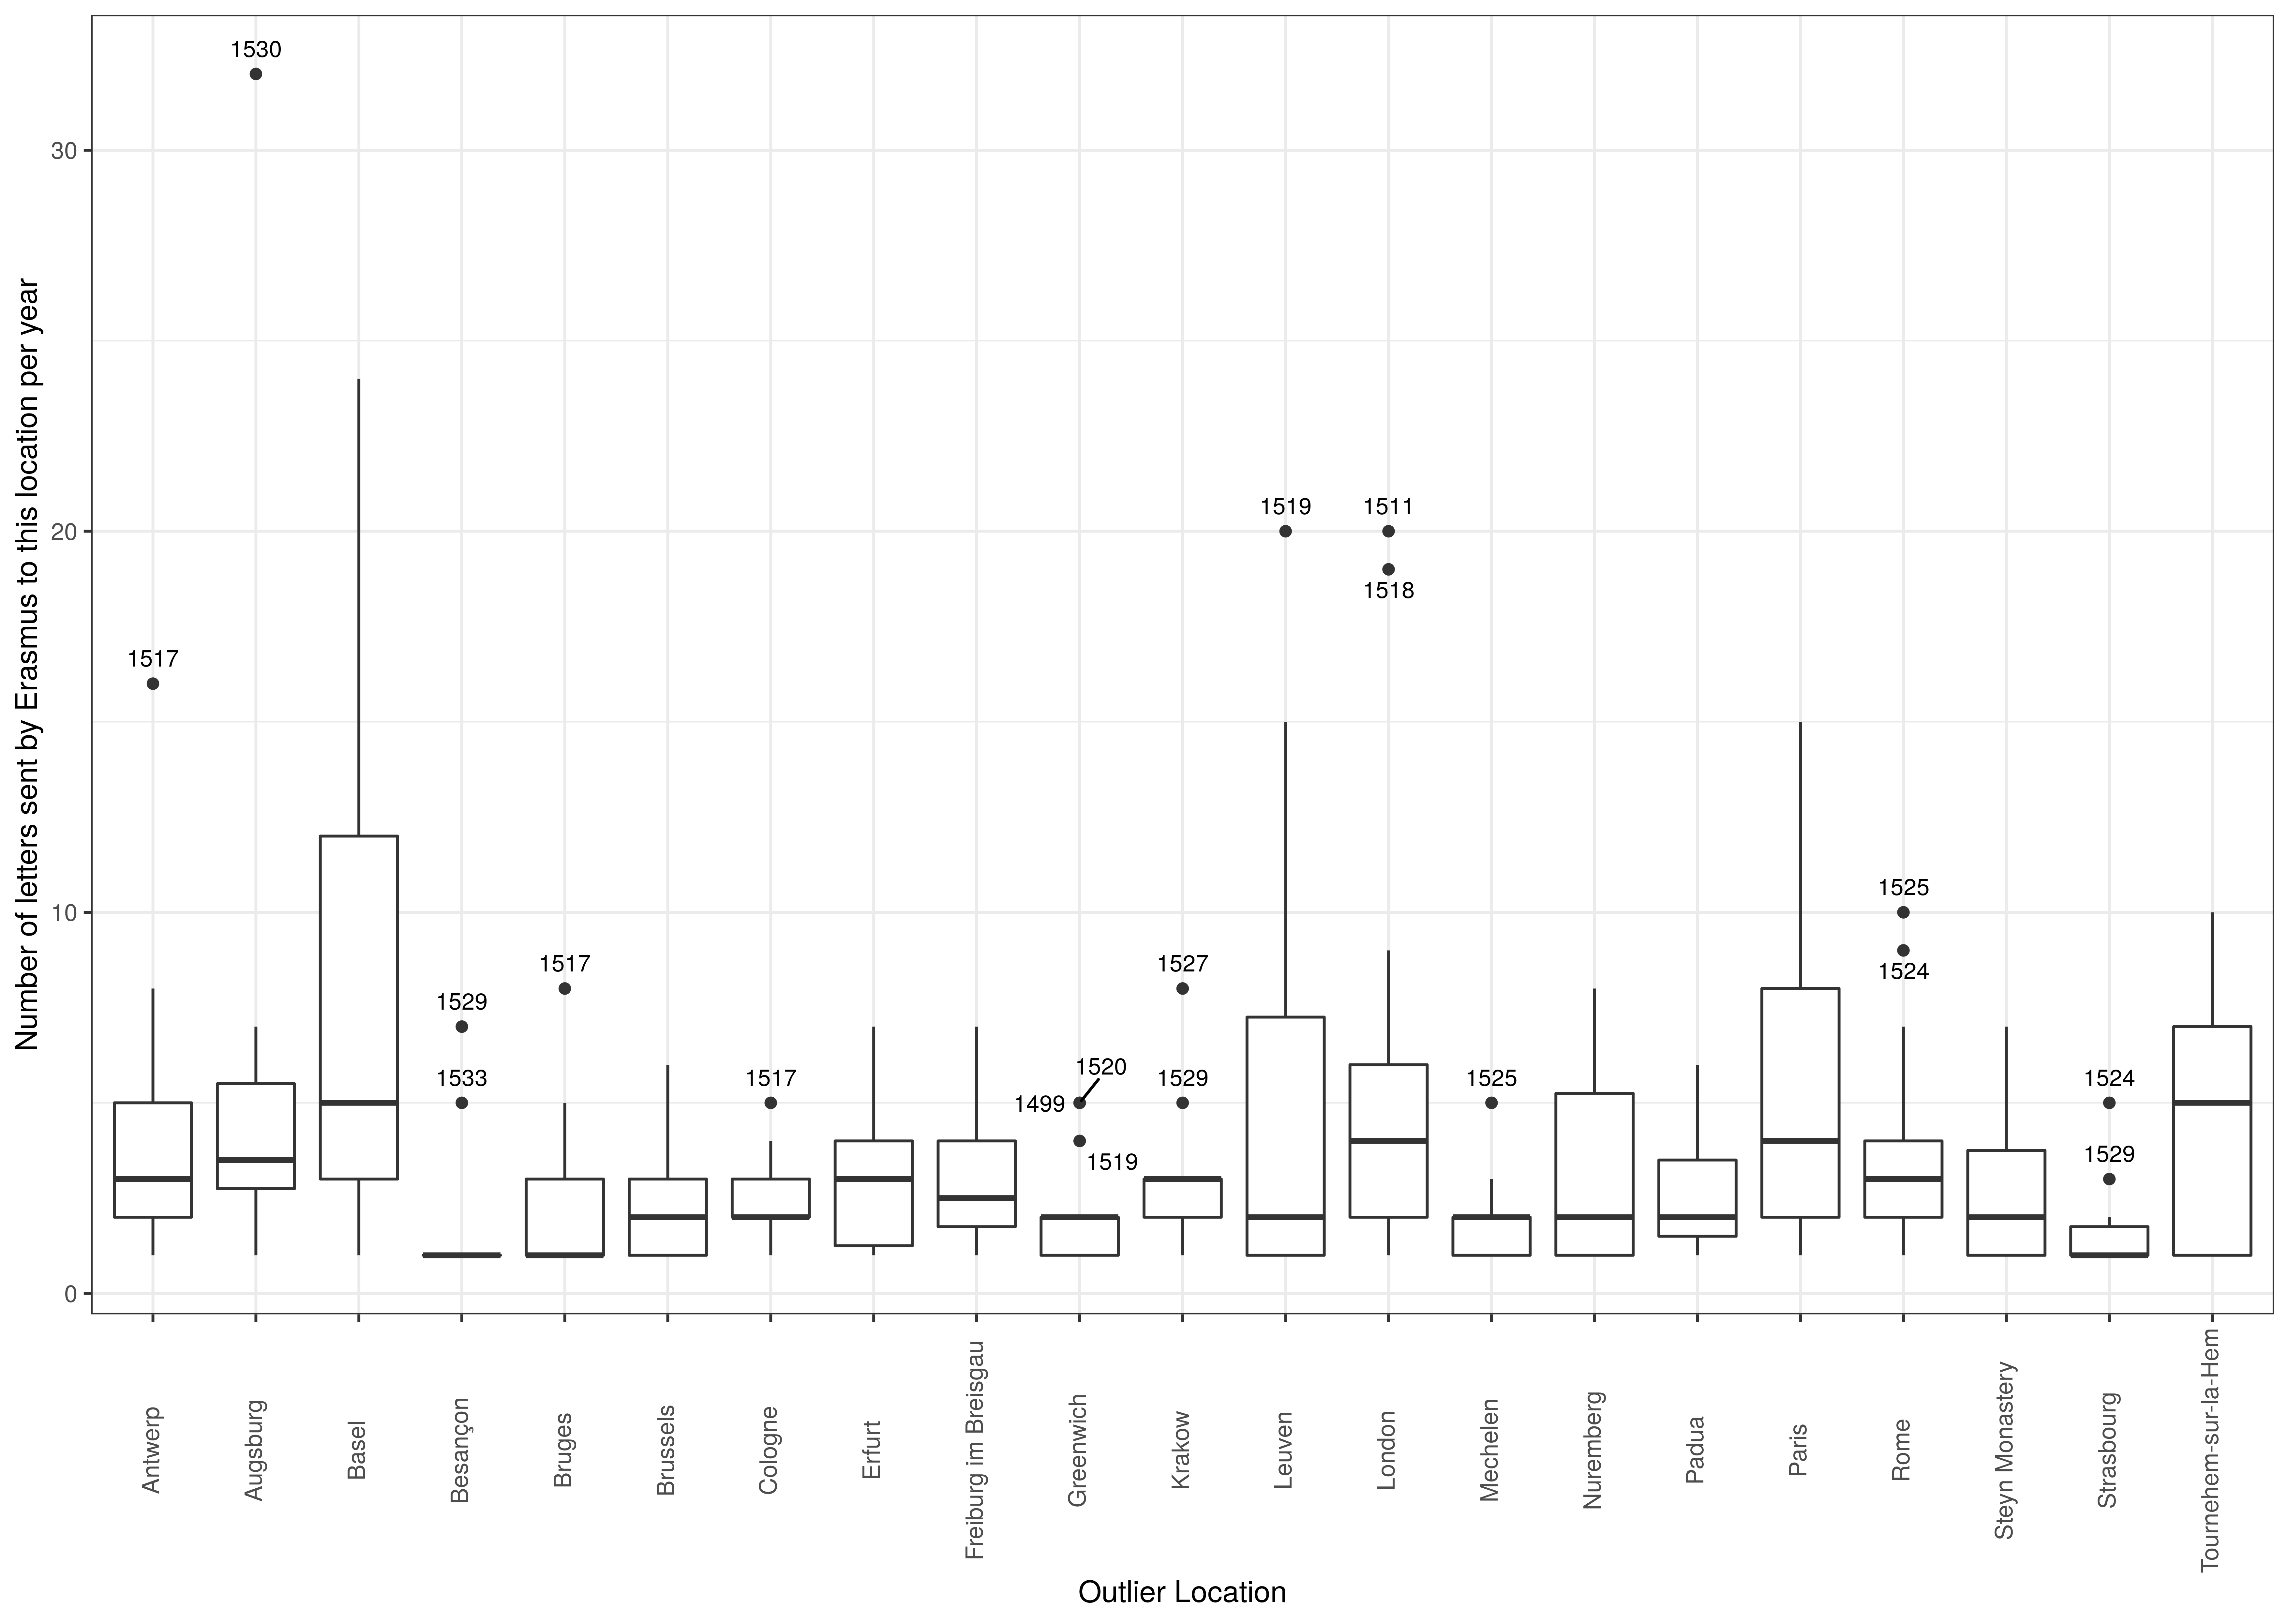 Number of letters sent by Erasmus to this location per year
30
20
10
0
1530
1517
1519
1511
1518
1525
1524
1529
1533
1517
1517
1520
1499
1519
1527
1529
1525
1524
1529
Antwerp
Augsburg
Basel
Besançon
Bruges
Brussels
Cologne
Erfurt
Freiburg im Breisgau
Greenwich
Krakow
Leuven
London
Mechelen
Nuremberg
Padua
Paris
Rome
Steyn Monastery
Strasbourg
Tournehem-sur-la-Hem
Outlier Location